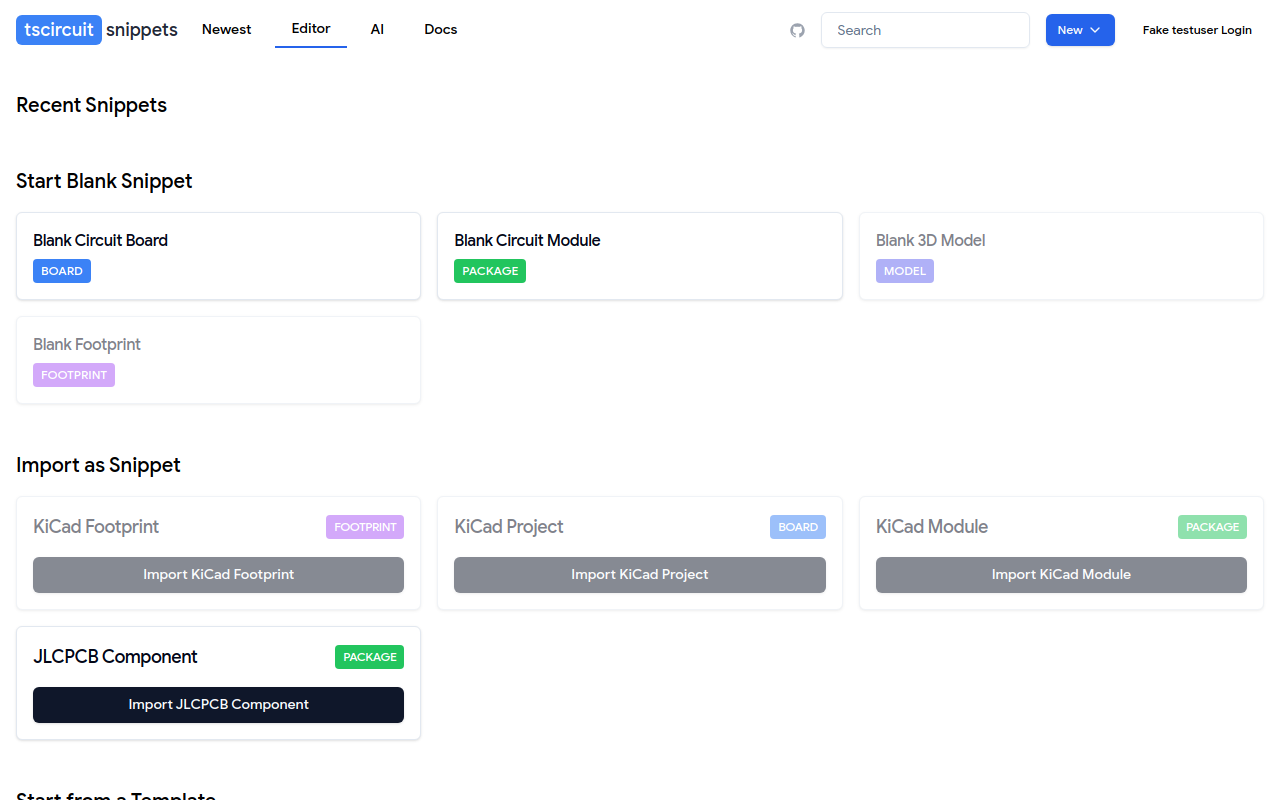 tscircuit snippets Newest Editor AI Docs Search New Fake testuser Login
Recent Snippets
Start Blank Snippet
Blank Circuit Board
BOARD
Blank Circuit Module
PACKAGE
Blank 3D Model
MODEL
Blank Footprint
FOOTPRINT
Import as Snippet
KiCad Footprint FOOTPRINT
Import KiCad Footprint
KiCad Project BOARD
Import KiCad Project
KiCad Module PACKAGE
Import KiCad Module
JLCPCB Component PACKAGE
Import JLCPCB Component
Start from a Template